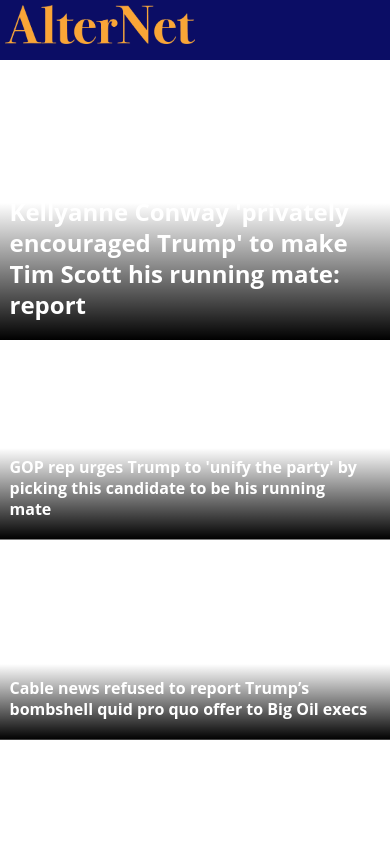 AlterNet
Kellyanne Conway 'privately
encouraged Trump' to make
Tim Scott his running mate:
report
GOP rep urges Trump to 'unify the party' by
picking this candidate to be his running
mate
Cable news refused to report Trump’s
bombshell quid pro quo offer to Big Oil execs